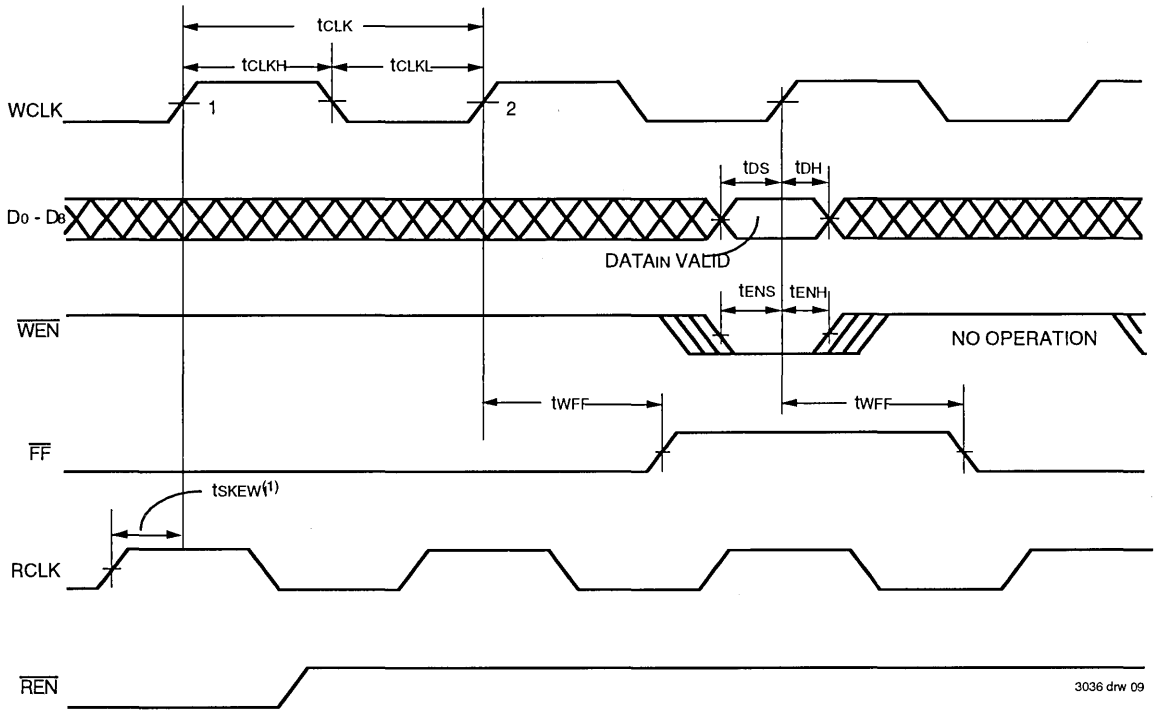 tCLK
tCLKH
tCLKL
WCLK
1
2
tDS
tDH
D0 - D8
DATAIN VALID
tENS
tENH
WEN
NO OPERATION
tWFF
tWFF
FF
tSKEW(1)
RCLK
REN
3036 drw 09